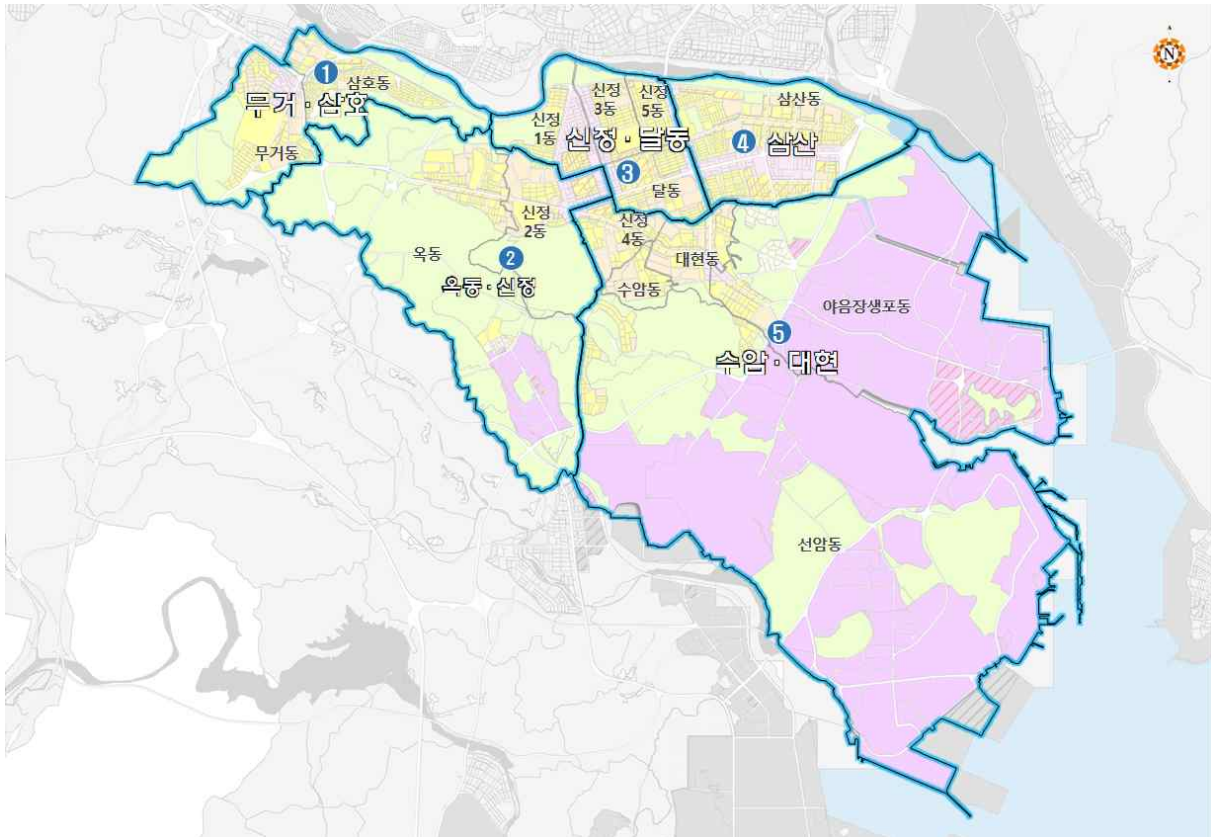 N
1
삼호동
무거 · 삼호
무거동
신정
1동
신정
3동
신정
5동
신정 · 달동
3
달동
삼산동
4
삼산
신정
2동
옥동
2
옥동 · 신정
신정
4동
대현동
수암동
야음장생포동
5
수암 · 대현
선암동